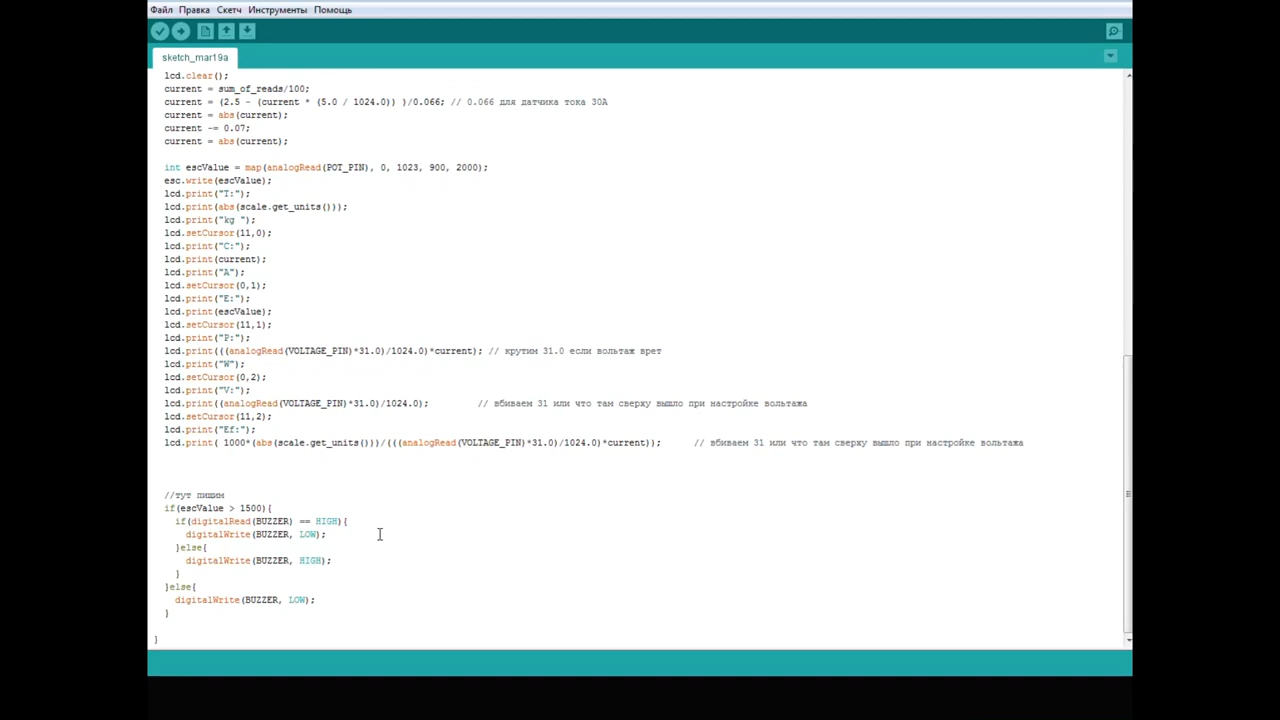 Файл Правка Скетч Инструменты Помощь
sketch_mar19a
lcd.clear();
current = sum_of_reads/100;
current = (2.5 - (current * (5.0 / 1024.0)) )/0.066; // 0.066 для датчика тока 30А
current = abs(current);
current -= 0.07;
current = abs(current);
int escValue = map(analogRead(POT_PIN), 0, 1023, 900, 2000);
esc.write(escValue);
lcd.print("T:");
lcd.print(abs(scale.get_units()));
lcd.print("kg ");
lcd.setCursor(11,0);
lcd.print("C:");
lcd.print(current);
lcd.print("A");
lcd.setCursor(0,1);
lcd.print("E:");
lcd.print(escValue);
lcd.setCursor(11,1);
lcd.print("P:");
lcd.print(((analogRead(VOLTAGE_PIN)*31.0)/1024.0)*current); // крутим 31.0 если вольтаж врет
lcd.print("W");
lcd.setCursor(0,2);
lcd.print("V:");
lcd.print((analogRead(VOLTAGE_PIN)*31.0)/1024.0); // вбиваем 31 или что там сверху вышло при настройке вольтажа
lcd.setCursor(11,2);
lcd.print("Ef:");
lcd.print( 1000*(abs(scale.get_units()))/(((analogRead(VOLTAGE_PIN)*31.0)/1024.0)*current)); // вбиваем 31 или что там сверху вышло при настройке вольтажа
//тут пищим
if(escValue > 1500){
if(digitalRead(BUZZER) == HIGH){
digitalWrite(BUZZER, LOW);
}else{
digitalWrite(BUZZER, HIGH);
}
}else{
digitalWrite(BUZZER, LOW);
}
}